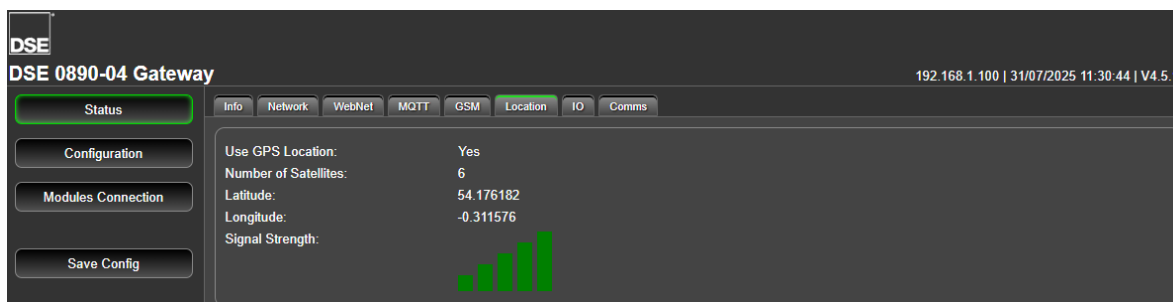 DSE
DSE 0890-04 Gateway
192.168.1.100 | 31/07/2025 11:30:44 | V4.5.
Status
Info Network WebNet MQTT GSM Location IO Comms
Configuration
Modules Connection
Save Config
Use GPS Location: Yes
Number of Satellites: 6
Latitude: 54.176182
Longitude: -0.311576
Signal Strength: